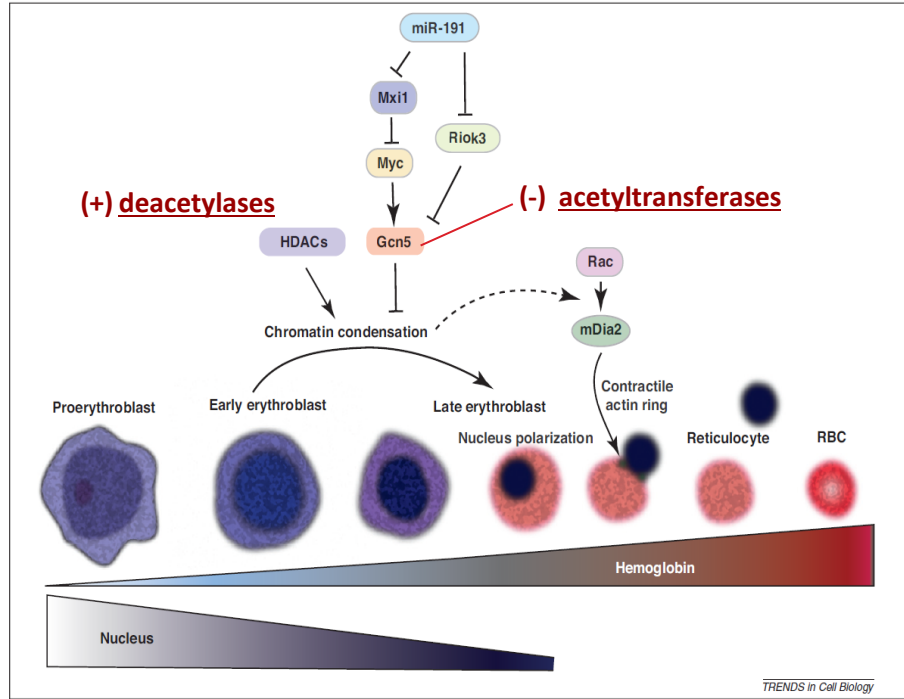 miR-191
Mxi1
Riok3
Myc
(+) deacetylases
(-) acetyltransferases
HDACs
Gcn5
Rac
Chromatin condensation
mDia2
Contractile
actin ring
Proerythroblast
Early erythroblast
Late erythroblast
Nucleus polarization
Reticulocyte
RBC
Hemoglobin
Nucleus
TRENDS in Cell Biology